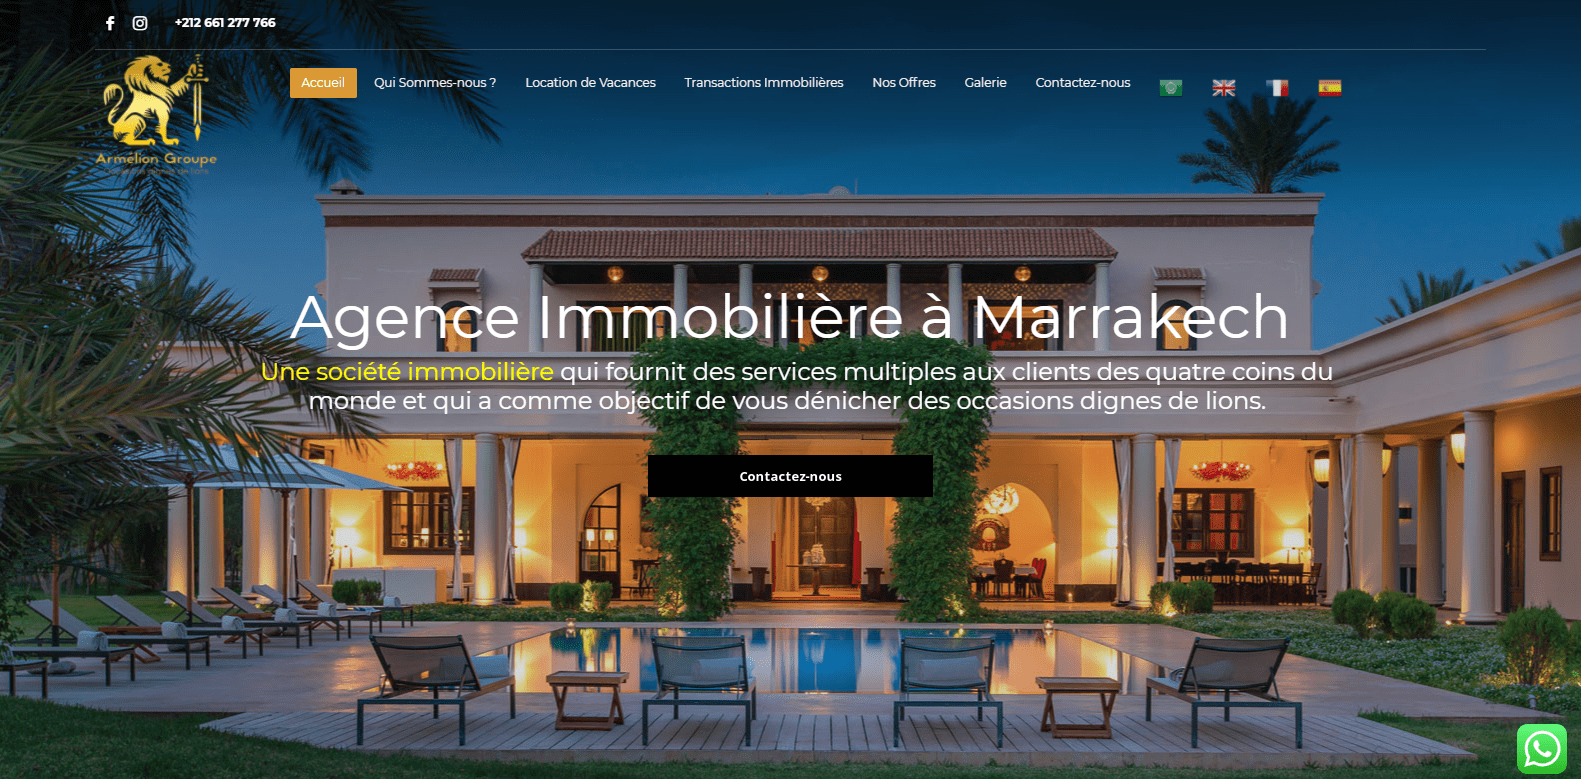 +212 661 277 766
Accueil Qui Sommes-nous ? Location de Vacances Transactions Immobilières Nos Offres Galerie Contactez-nous
Armélion Groupe
Agence Immobilière à Marrakech
Une société immobilière qui fournit des services multiples aux clients des quatre coins du
monde et qui a comme objectif de vous dénicher des occasions dignes de lions.
Contactez-nous